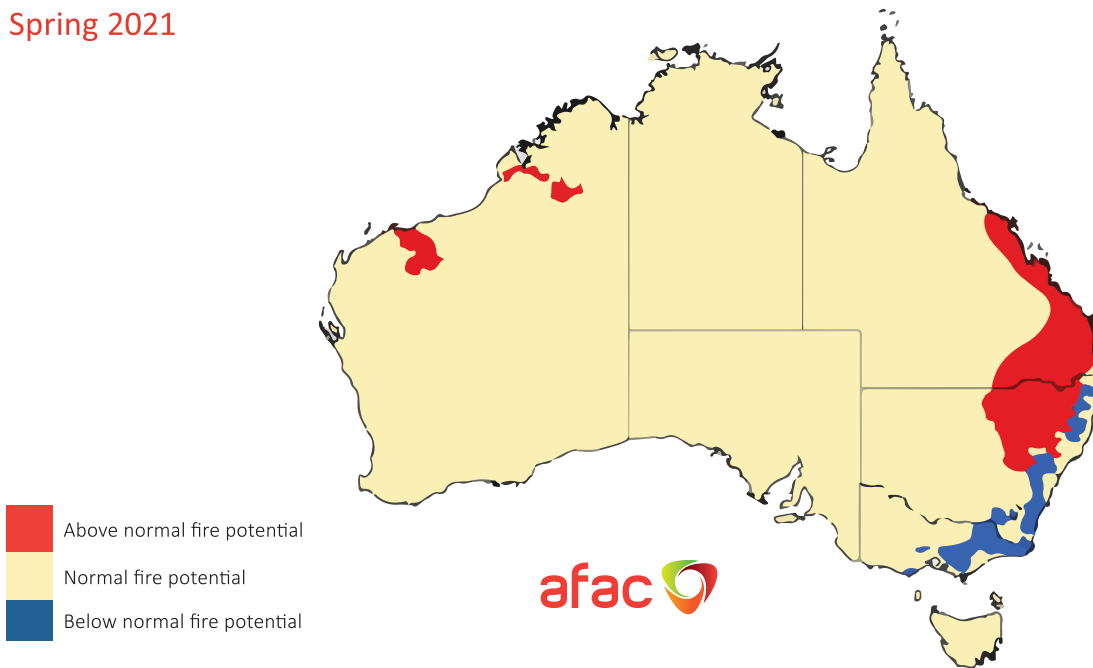 Spring 2021
Above normal fire potential
Normal fire potential
Below normal fire potential
afac